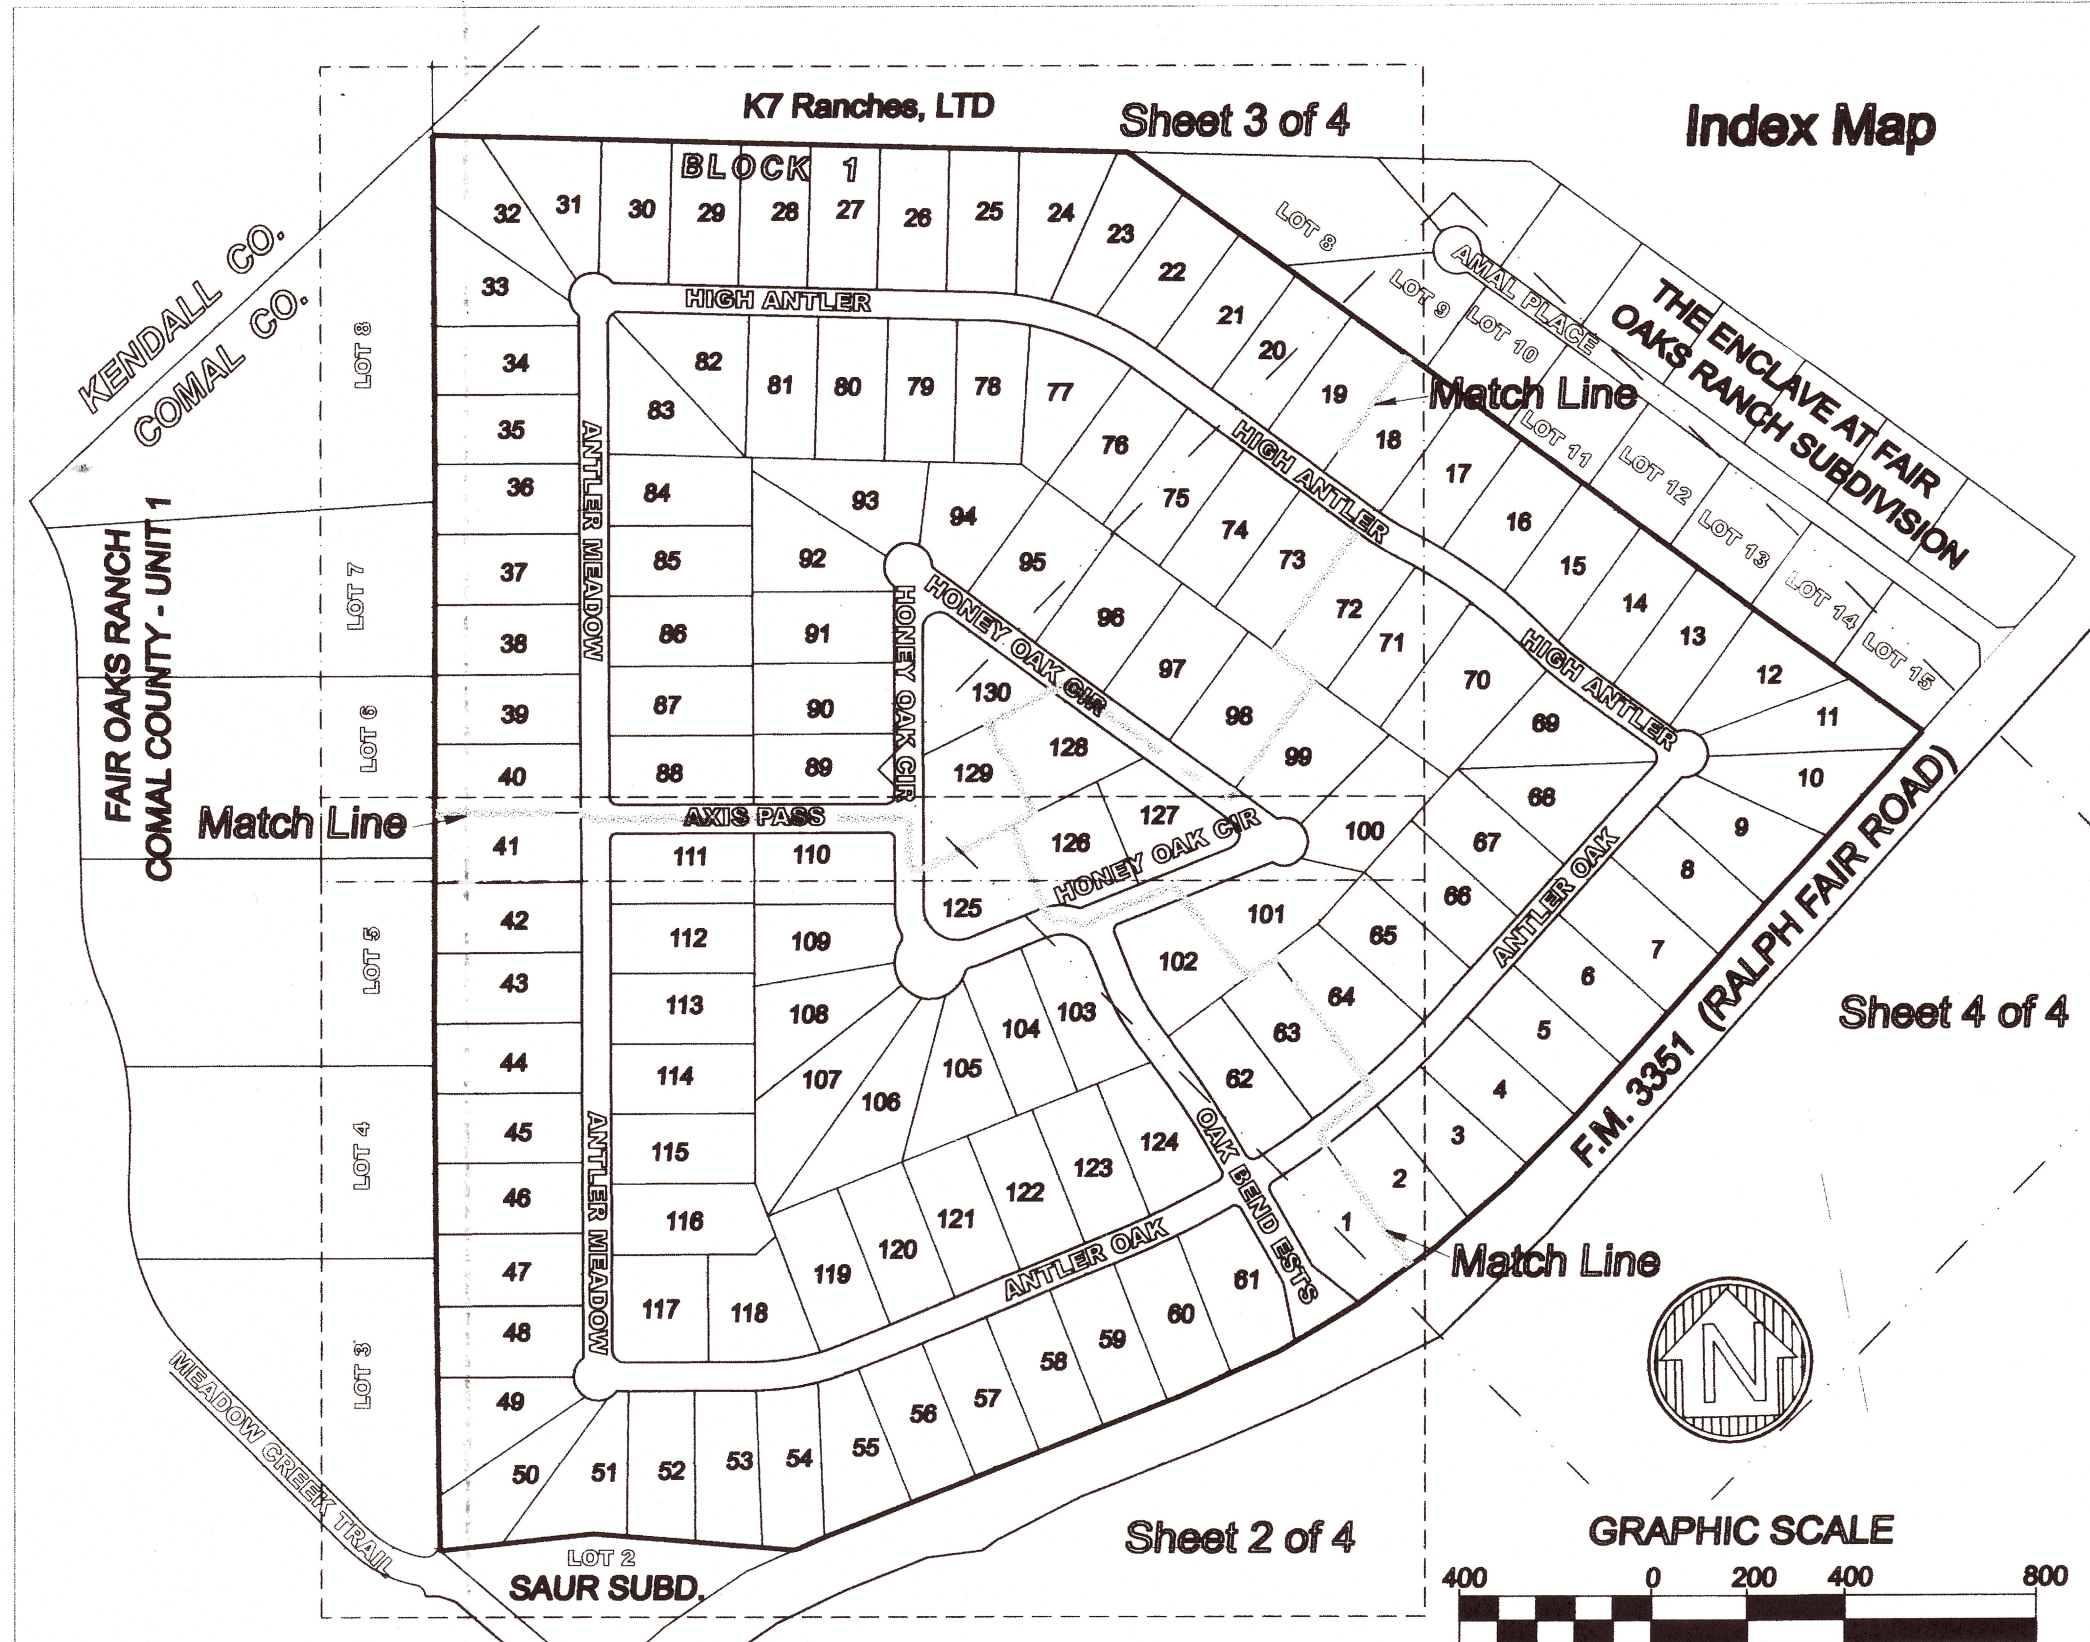 K7 Ranches, LTD
Sheet 3 of 4
Index Map
BLOCK 1
32
31
30
29
28
27
26
25
24
23
22
21
20
19
18
17
16
15
14
13
12
11
10
9
8
7
6
5
4
3
2
1
33
34
35
36
37
38
39
40
41
42
43
44
45
46
47
48
49
50
51
52
53
54
55
56
57
58
59
60
61
62
63
64
65
66
67
68
69
70
71
72
73
74
75
76
77
78
79
80
81
82
83
84
85
86
87
88
89
90
91
92
93
94
95
96
97
98
99
100
101
102
103
104
105
106
107
108
109
110
111
112
113
114
115
116
117
118
119
120
121
122
123
124
125
126
127
128
129
130
KENDALL CO.
COMAL CO.
HIGH ANTLER
HIGH ANTLER
HIGH ANTLER
ANTLER MEADOW
ANTLER MEADOW
HONEY OAK CIR
HONEY OAK CIR
HONEY OAK CIR
AXIS PASS
ANTLER OAK
ANTLER OAK
OAK BEND ESTS
Match Line
Match Line
Match Line
FAIR OAKS RANCH
COMAL COUNTY - UNIT 1
LOT 8
LOT 7
LOT 6
LOT 5
LOT 4
LOT 3
MEADOW CREEK TRAIL
LOT 2
SAUR SUBD.
LOT 8
LOT 9
LOT 10
LOT 11
LOT 12
LOT 13
LOT 14
LOT 15
AMAL PLACE
THE ENCLAVE AT FAIR
OAKS RANCH SUBDIVISION
F.M. 3351 (RALPH FAIR ROAD)
Sheet 4 of 4
N
Sheet 2 of 4
GRAPHIC SCALE
400 0 200 400 800